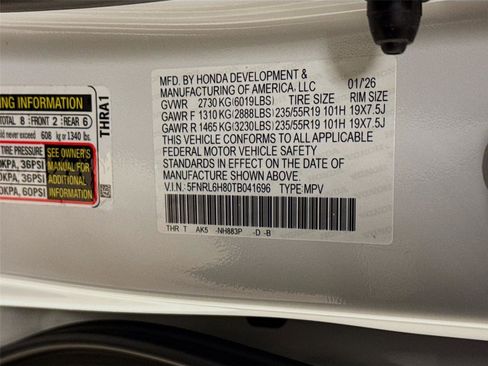 MFD. BY HONDA DEVELOPMENT &
MANUFACTURING OF AMERICA, LLC 01/'26
GVWR 2730 KG(6019LBS) TIRE SIZE RIM SIZE
GAWR F 1310 KG(2888LBS) 235/55R19 101H 19X7.5J
GAWR R 1465 KG(3230LBS) 235/55R19 101H 19X7.5J
THIS VEHICLE CONFORMS TO ALL APPLICABLE
FEDERAL MOTOR VEHICLE SAFETY
STANDARDS IN EFFECT ON THE DATE OF
MANUFACTURE SHOWN ABOVE.
V.I.N.: 5FNRL6H80TB041696 TYPE:MPV
THR T AK5 -NH883P -D -B
ING INFORMATION
TOTAL 8 FRONT 2 REAR 6
never exceed 608 kg or 1340 lbs.
TIRE PRESSURE
KPA, 36PSI
KPA, 36PSI
0KPA, 60PSI
SEE OWNER'S
MANUAL FOR
ADDITIONAL
INFORMATION
THRA1